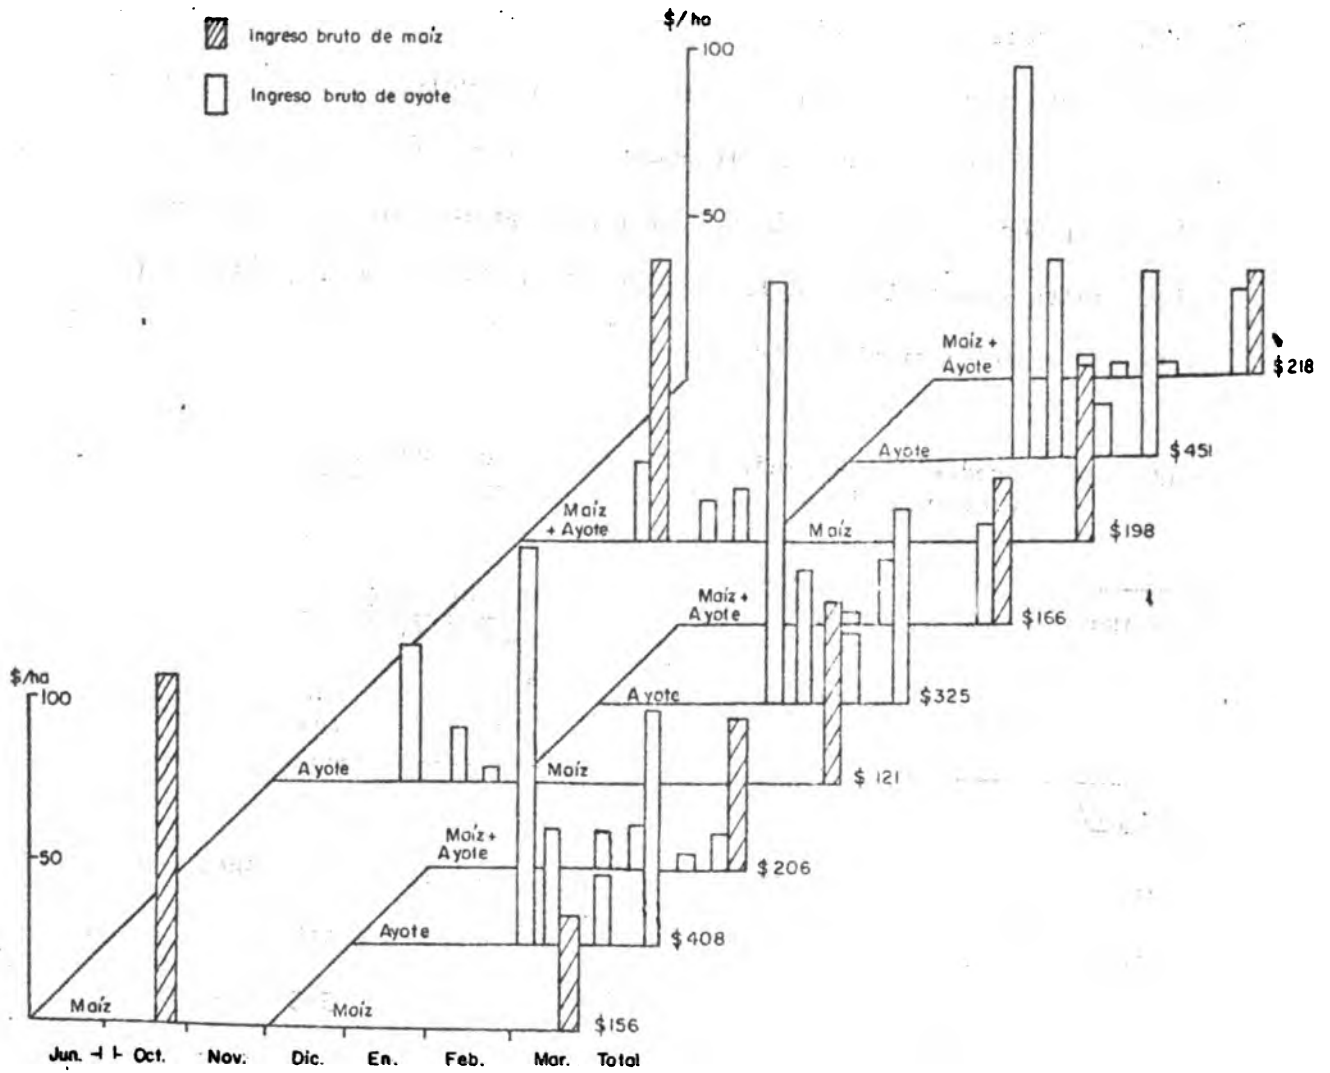 $/ha
Ingreso bruto de maíz
100
Ingreso bruto de ayote
50
Maíz +
Ayote
$218
Ayote
$451
Maíz
+ Ayote
Maíz
$198
Maíz +
Ayote
$166
$/ha
100
Ayote
$325
Ayote
Maíz
$121
Maíz +
Ayote
50
$206
Ayote
$408
Maíz
Maíz
$156
Jun. Oct. Nov. Dic. En. Feb. Mar. Total